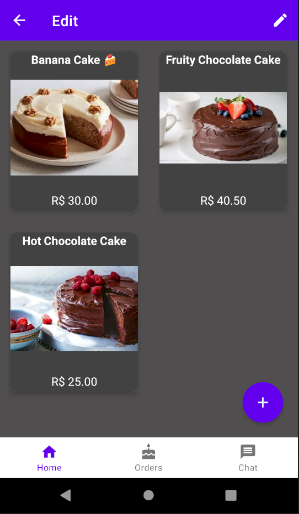 Edit
Banana Cake 🍰
Fruity Chocolate Cake
R$ 30.00
R$ 40.50
Hot Chocolate Cake
R$ 25.00
Home
Orders
Chat